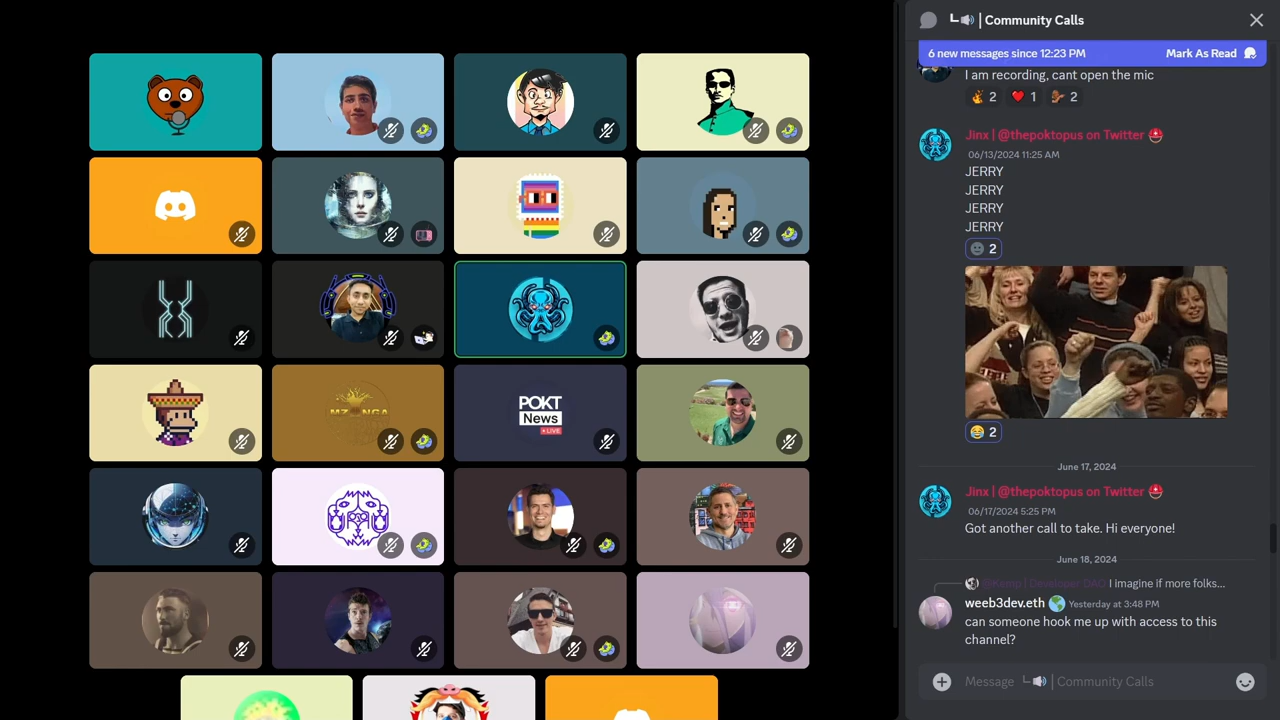 └🔊 | Community Calls
6 new messages since 12:23 PM
Mark As Read
I am recording, cant open the mic
2
1
2
Jinx | @thepoktopus on Twitter
06/13/2024 11:25 AM
JERRY
JERRY
JERRY
JERRY
2
2
June 17, 2024
Jinx | @thepoktopus on Twitter
06/17/2024 5:25 PM
Got another call to take. Hi everyone!
June 18, 2024
@Kemp | Developer DAO I imagine if more folks...
weeb3dev.eth Yesterday at 3:48 PM
can someone hook me up with access to this
channel?
Message └🔊 | Community Calls
MZONGA
POKT
News
LIVE